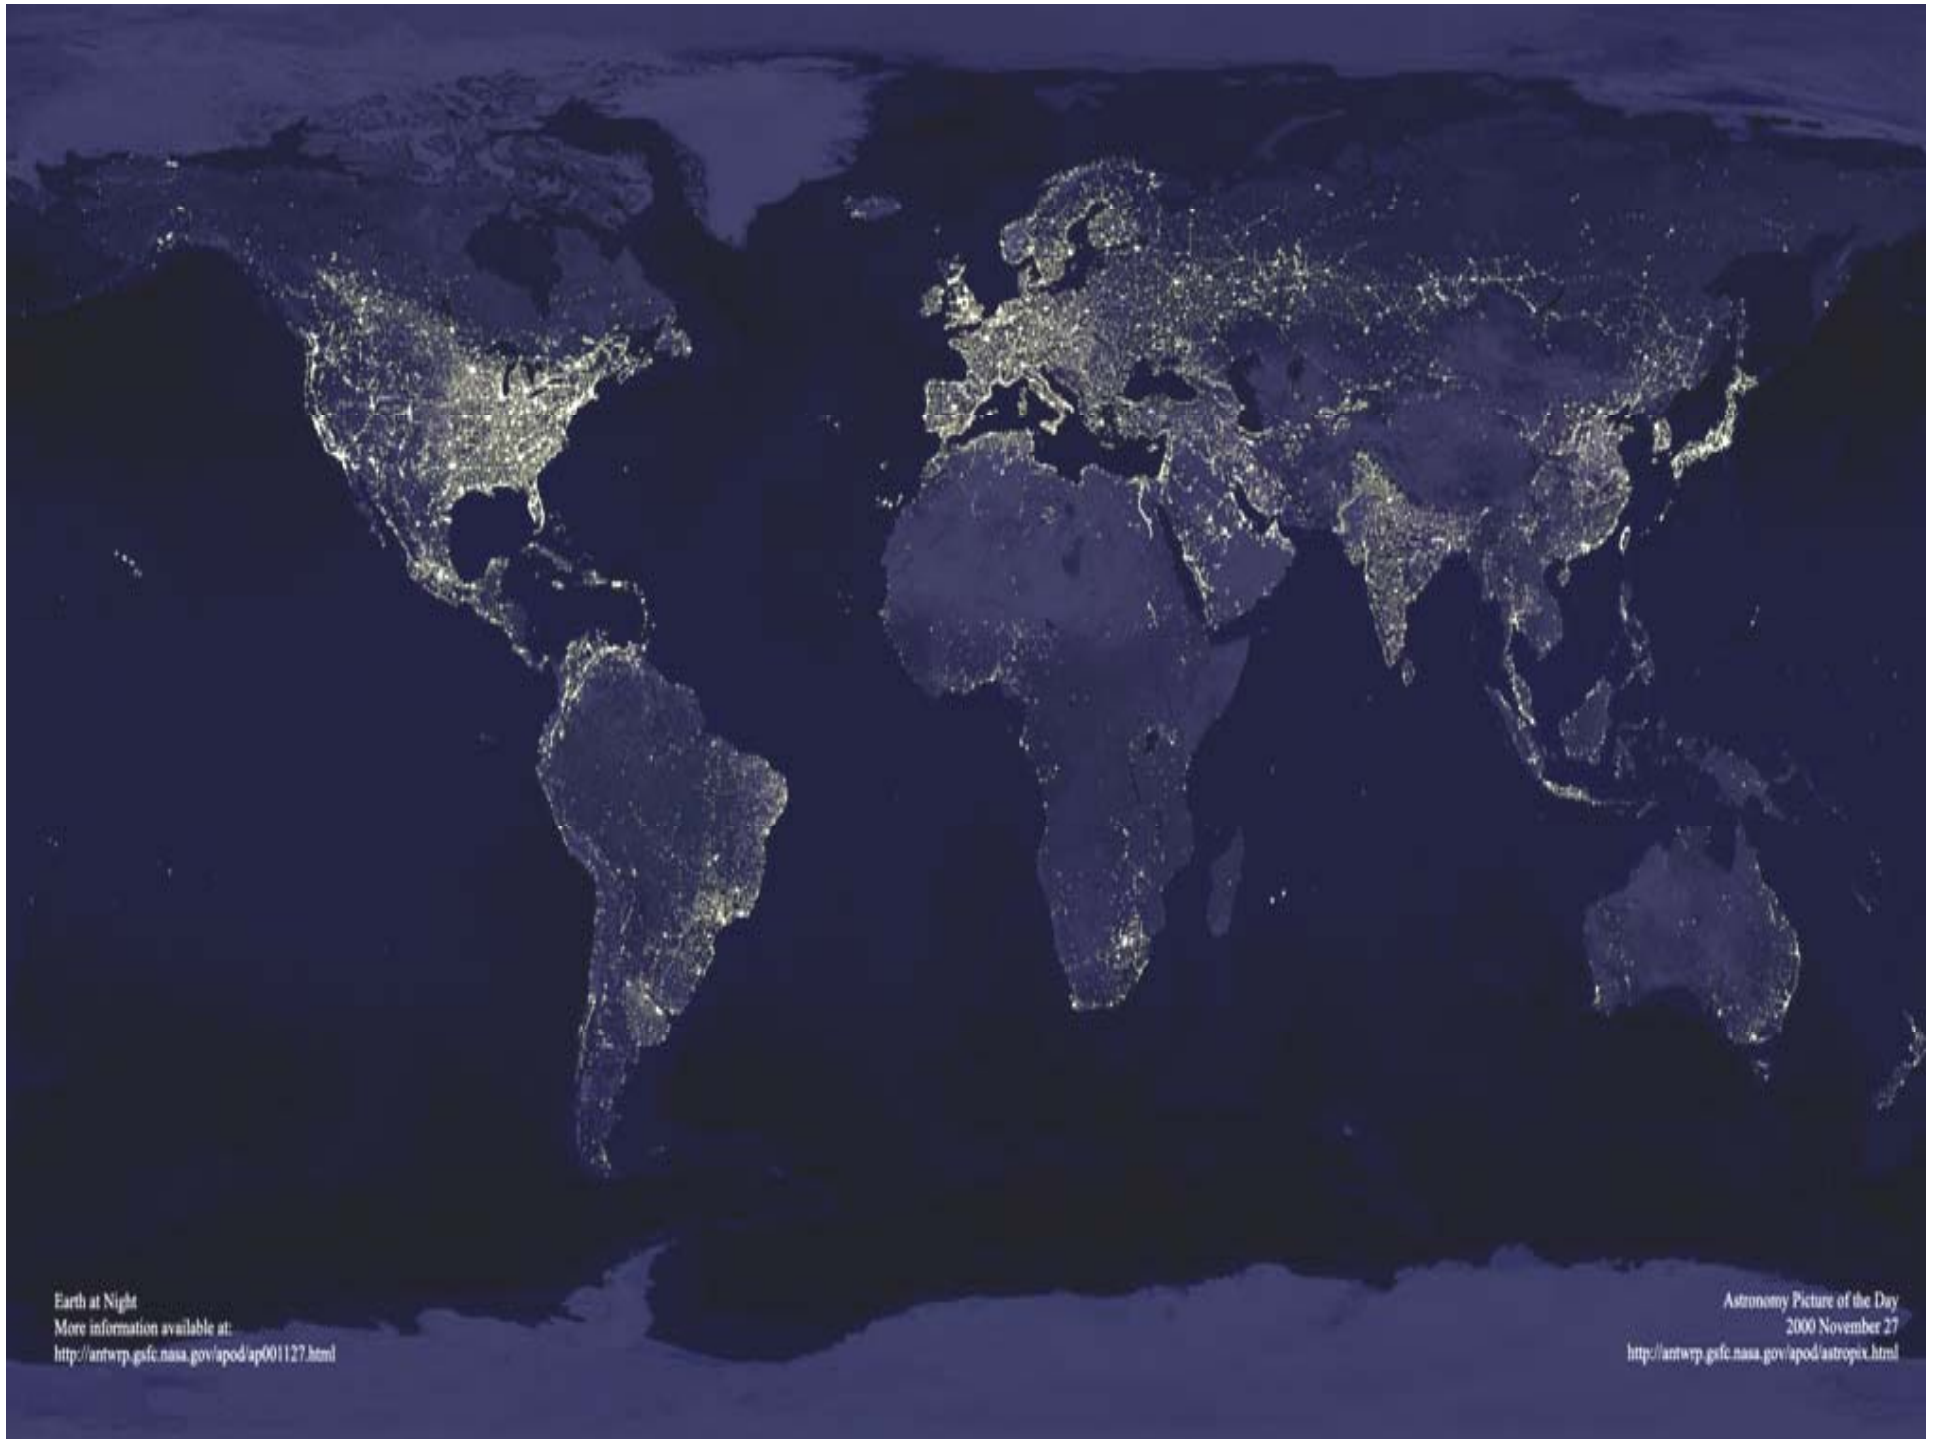 Earth at Night
More information available at:
http://antwrp.gsfc.nasa.gov/apod/ap001127.html
Astronomy Picture of the Day
2000 November 27
http://antwrp.gsfc.nasa.gov/apod/astropix.html